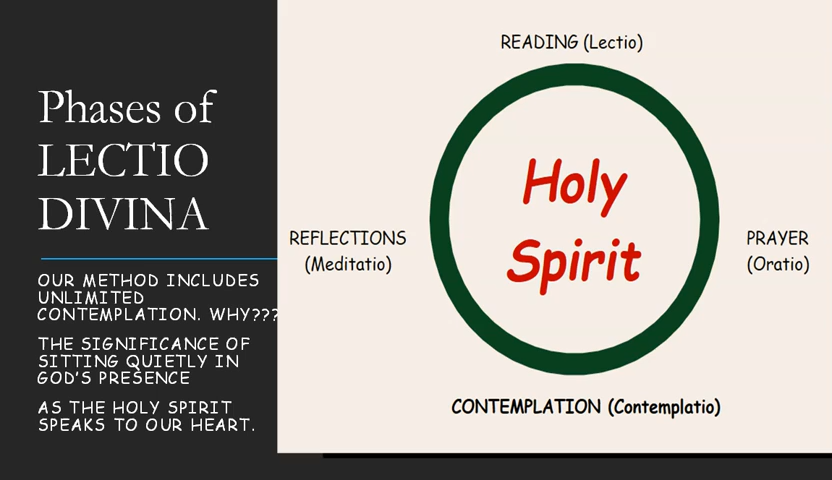 Phases of
LECTIO
DIVINA
OUR METHOD INCLUDES
UNLIMITED
CONTEMPLATION. WHY???
THE SIGNIFICANCE OF
SITTING QUIETLY IN
GOD'S PRESENCE
AS THE HOLY SPIRIT
SPEAKS TO OUR HEART.
READING (Lectio)
Holy
Spirit
REFLECTIONS
(Meditatio)
PRAYER
(Oratio)
CONTEMPLATION (Contemplatio)